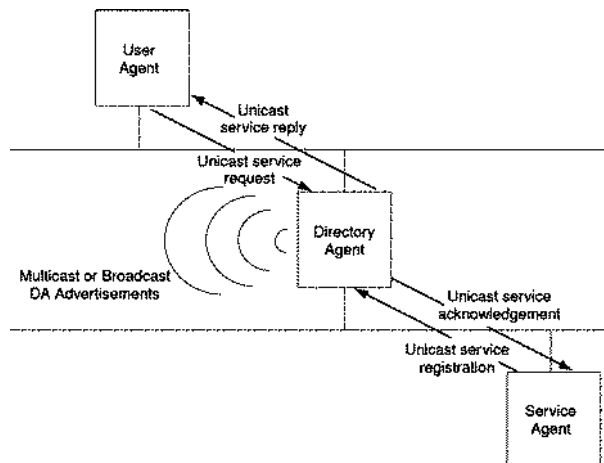 User
Agent
Unicast
service reply
Unicast service
request
Directory
Agent
Multicast or Broadcast
DA Advertisements
Unicast service
acknowledgement
Unicast service
registration
Service
Agent